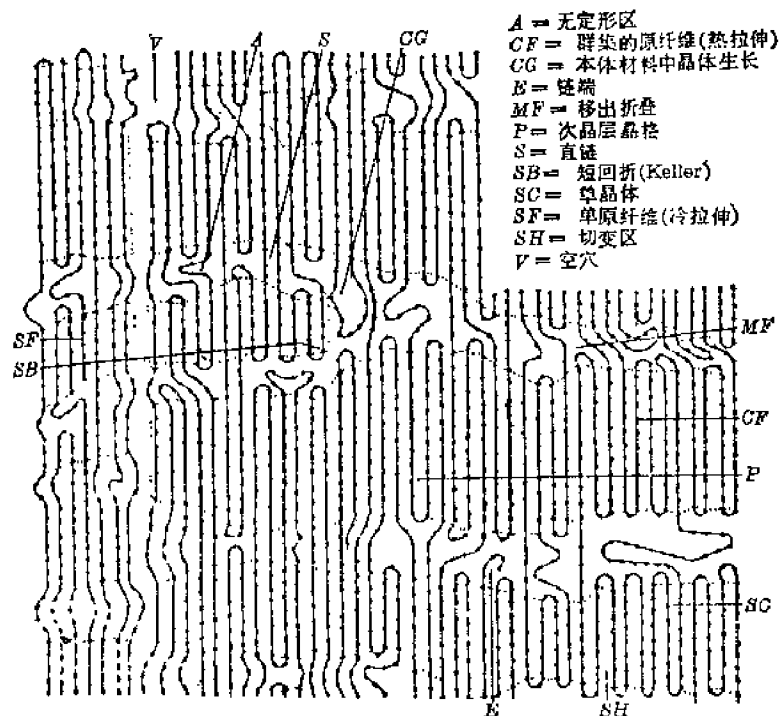 V A S CG
A = 无定形区
CF = 群集的原纤维(热拉伸)
CG = 本体材料中晶体生长
E = 链端
MF = 移出折叠
P = 次晶层晶格
S = 直链
SB = 短回折(Keller)
SC = 单晶体
SF = 单原纤维(冷拉伸)
SH = 切变区
V = 空穴
SF
SB
MF
CF
P
SC
E SH